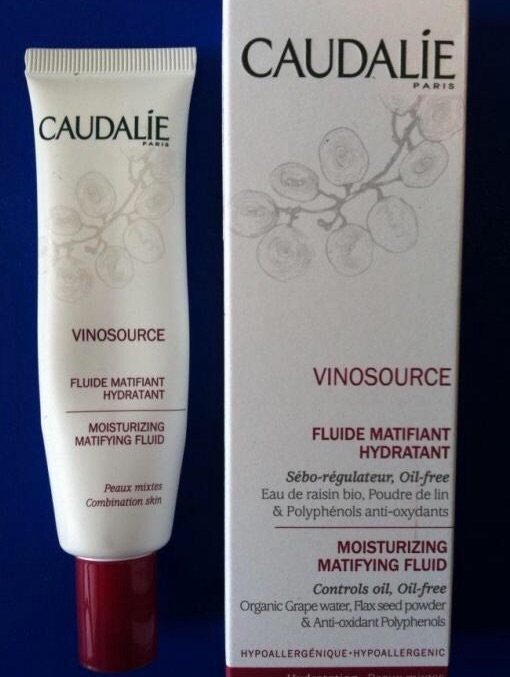 CAUDALÍE
PARIS
VINOSOURCE
FLUIDE MATIFIANT
HYDRATANT
MOISTURIZING
MATIFYING FLUID
Peaux mixtes
Combination skin
CAUDALÍE
PARIS
VINOSOURCE
FLUIDE MATIFIANT
HYDRATANT
Sébo-régulateur, Oil-free
Eau de raisin bio, Poudre de lin
& Polyphénols anti-oxydants
MOISTURIZING
MATIFYING FLUID
Controls oil, Oil-free
Organic Grape water, Flax seed powder
& Anti-oxidant Polyphenols
HYPOALLERGÉNIQUE·HYPOALLERGENIC